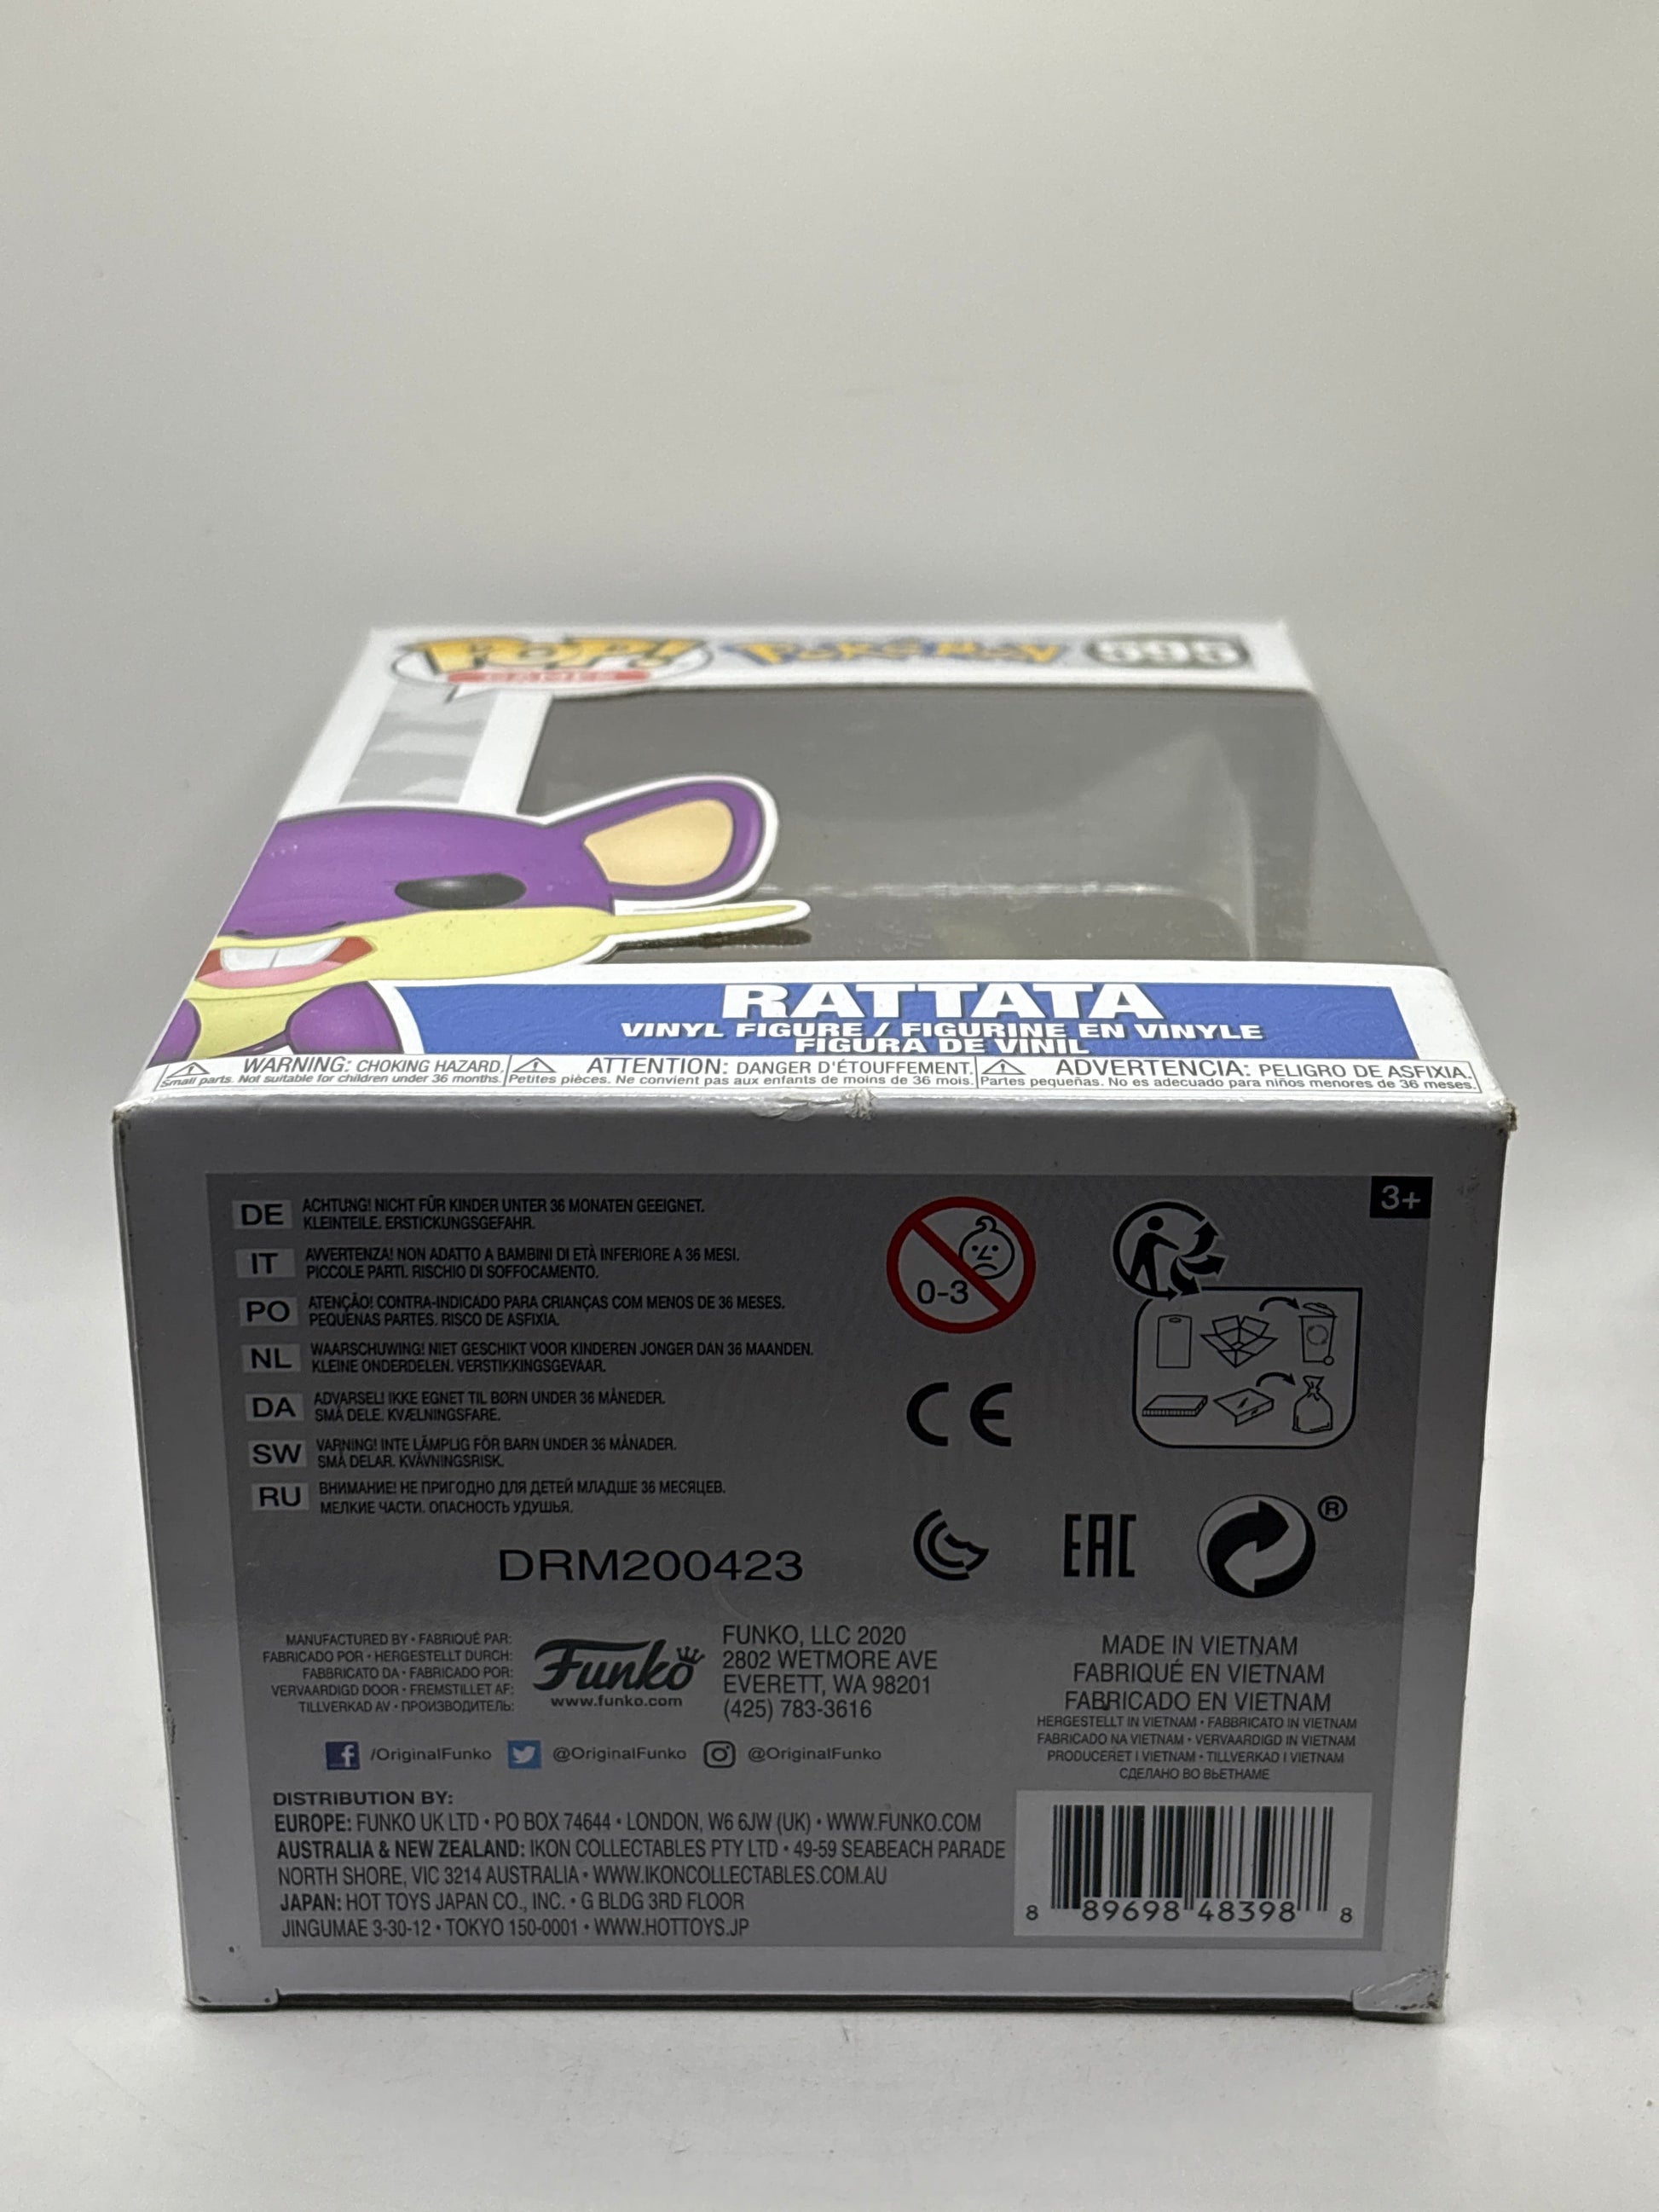 POP! POKéMON 595
GAMES
RATTATA
VINYL FIGURE / FIGURINE EN VINYLE
FIGURA DE VINIL
WARNING: CHOKING HAZARD. ATTENTION: DANGER D'ÉTOUFFEMENT. ADVERTENCIA: PELIGRO DE ASFIXIA.
Small parts. Not suitable for children under 36 months. Petites pièces. Ne convient pas aux enfants de moins de 36 mois. Partes pequeñas. No es adecuado para niños menores de 36 meses.
3+
DE ACHTUNG! NICHT FÜR KINDER UNTER 36 MONATEN GEEIGNET.
KLEINTEILE. ERSTICKUNGSGEFAHR.
IT AVVERTENZA! NON ADATTO A BAMBINI DI ETÀ INFERIORE A 36 MESI.
PICCOLE PARTI. RISCHIO DI SOFFOCAMENTO.
PO ATENÇÃO! CONTRA-INDICADO PARA CRIANÇAS COM MENOS DE 36 MESES.
PEQUENAS PARTES. RISCO DE ASFIXIA.
NL WAARSCHUWING! NIET GESCHIKT VOOR KINDEREN JONGER DAN 36 MAANDEN.
KLEINE ONDERDELEN. VERSTIKKINGSGEVAAR.
DA ADVARSEL! IKKE EGNET TIL BØRN UNDER 36 MÅNEDER.
SMÅ DELE. KVÆLNINGSFARE.
SW VARNING! INTE LÄMPLIG FÖR BARN UNDER 36 MÅNADER.
SMÅ DELAR. KVÄVNINGSRISK.
RU ВНИМАНИЕ! НЕ ПРИГОДНО ДЛЯ ДЕТЕЙ МЛАДШЕ 36 МЕСЯЦЕВ.
МЕЛКИЕ ЧАСТИ. ОПАСНОСТЬ УДУШЬЯ.
0-3
CE
EAC
®
DRM200423
MANUFACTURED BY • FABRIQUÉ PAR:
FABRICADO POR • HERGESTELLT DURCH:
FABBRICATO DA • FABRICADO POR:
VERVAARDIGD DOOR • FREMSTILLET AF:
TILLVERKAD AV • ПРОИЗВОДИТЕЛЬ:
Funko
www.funko.com
FUNKO, LLC 2020
2802 WETMORE AVE
EVERETT, WA 98201
(425) 783-3616
MADE IN VIETNAM
FABRIQUÉ EN VIETNAM
FABRICADO EN VIETNAM
HERGESTELLT IN VIETNAM • FABBRICATO IN VIETNAM
FABRICADO NA VIETNAM • VERVAARDIGD IN VIETNAM
PRODUCERET I VIETNAM • TILLVERKAD I VIETNAM
СДЕЛАНО ВО ВЬЕТНАМЕ
/OriginalFunko @OriginalFunko @OriginalFunko
DISTRIBUTION BY:
EUROPE: FUNKO UK LTD • PO BOX 74644 • LONDON, W6 6JW (UK) • WWW.FUNKO.COM
AUSTRALIA & NEW ZEALAND: IKON COLLECTABLES PTY LTD • 49-59 SEABEACH PARADE
NORTH SHORE, VIC 3214 AUSTRALIA • WWW.IKONCOLLECTABLES.COM.AU
JAPAN: HOT TOYS JAPAN CO., INC. • G BLDG 3RD FLOOR
JINGUMAE 3-30-12 • TOKYO 150-0001 • WWW.HOTTOYS.JP
8 89698 48398 8